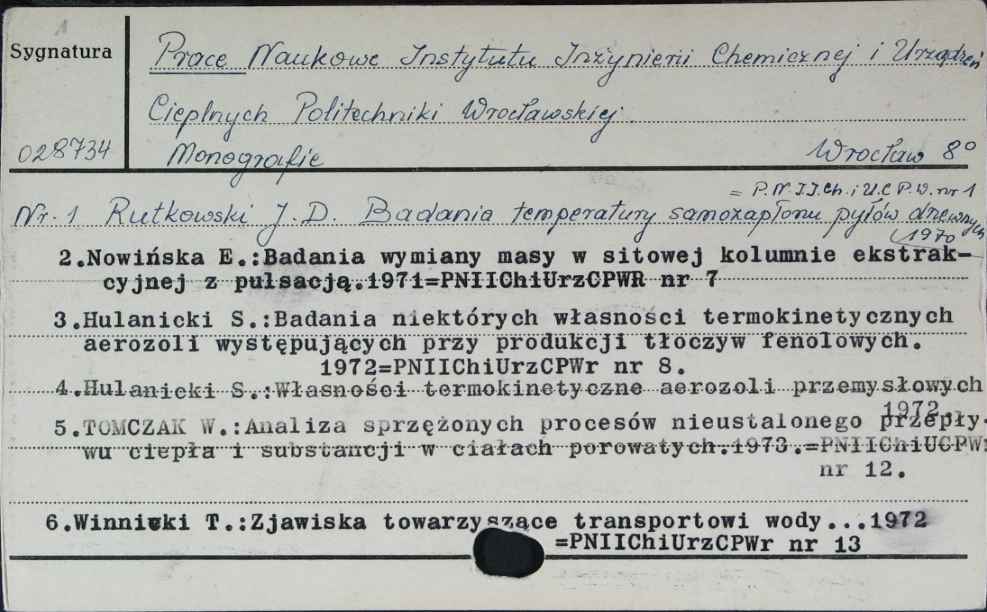 Sygnatura
Prace Naukowe Instytutu Inżynierii Chemicznej i Urządzeń
Cieplnych Politechniki Wrocławskiej.
028734
Monografie Wrocław 8°
= P.N.I.I.Ch. i U.C P.W. nr 1
Nr. 1 Rutkowski J. D. Badania temperatury samozapłonu pyłów drzewnych
1970
2.Nowińska E.:Badania wymiany masy w sitowej kolumnie ekstrak-
cyjnej z pulsacją.1971=PNIIChiUrzCPWR nr 7
3.Hulanicki S.:Badania niektórych własności termokinetycznych
aerozoli występujących przy produkcji tłoczyw fenolowych.
1972=PNIIChiUrzCPWr nr 8.
4.Hulanicki S.:Własności termokinetyczne aerozoli przemysłowych
1972.
5.TOMCZAK W.:Analiza sprzężonych procesów nieustalonego przepły-
wu ciepła i substancji w ciałach porowatych.1973.=PNIIChiUCPWr
nr 12.
6.Winnicki T.:Zjawiska towarzyszące transportowi wody...1972
=PNIIChiUrzCPWr nr 13